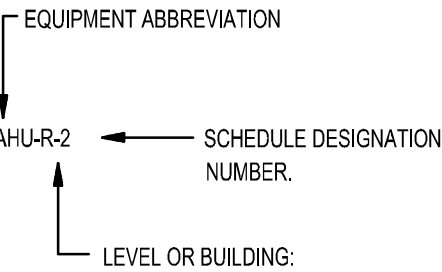 EQUIPMENT ABBREVIATION
AHU-R-2
SCHEDULE DESIGNATION
NUMBER.
LEVEL OR BUILDING: